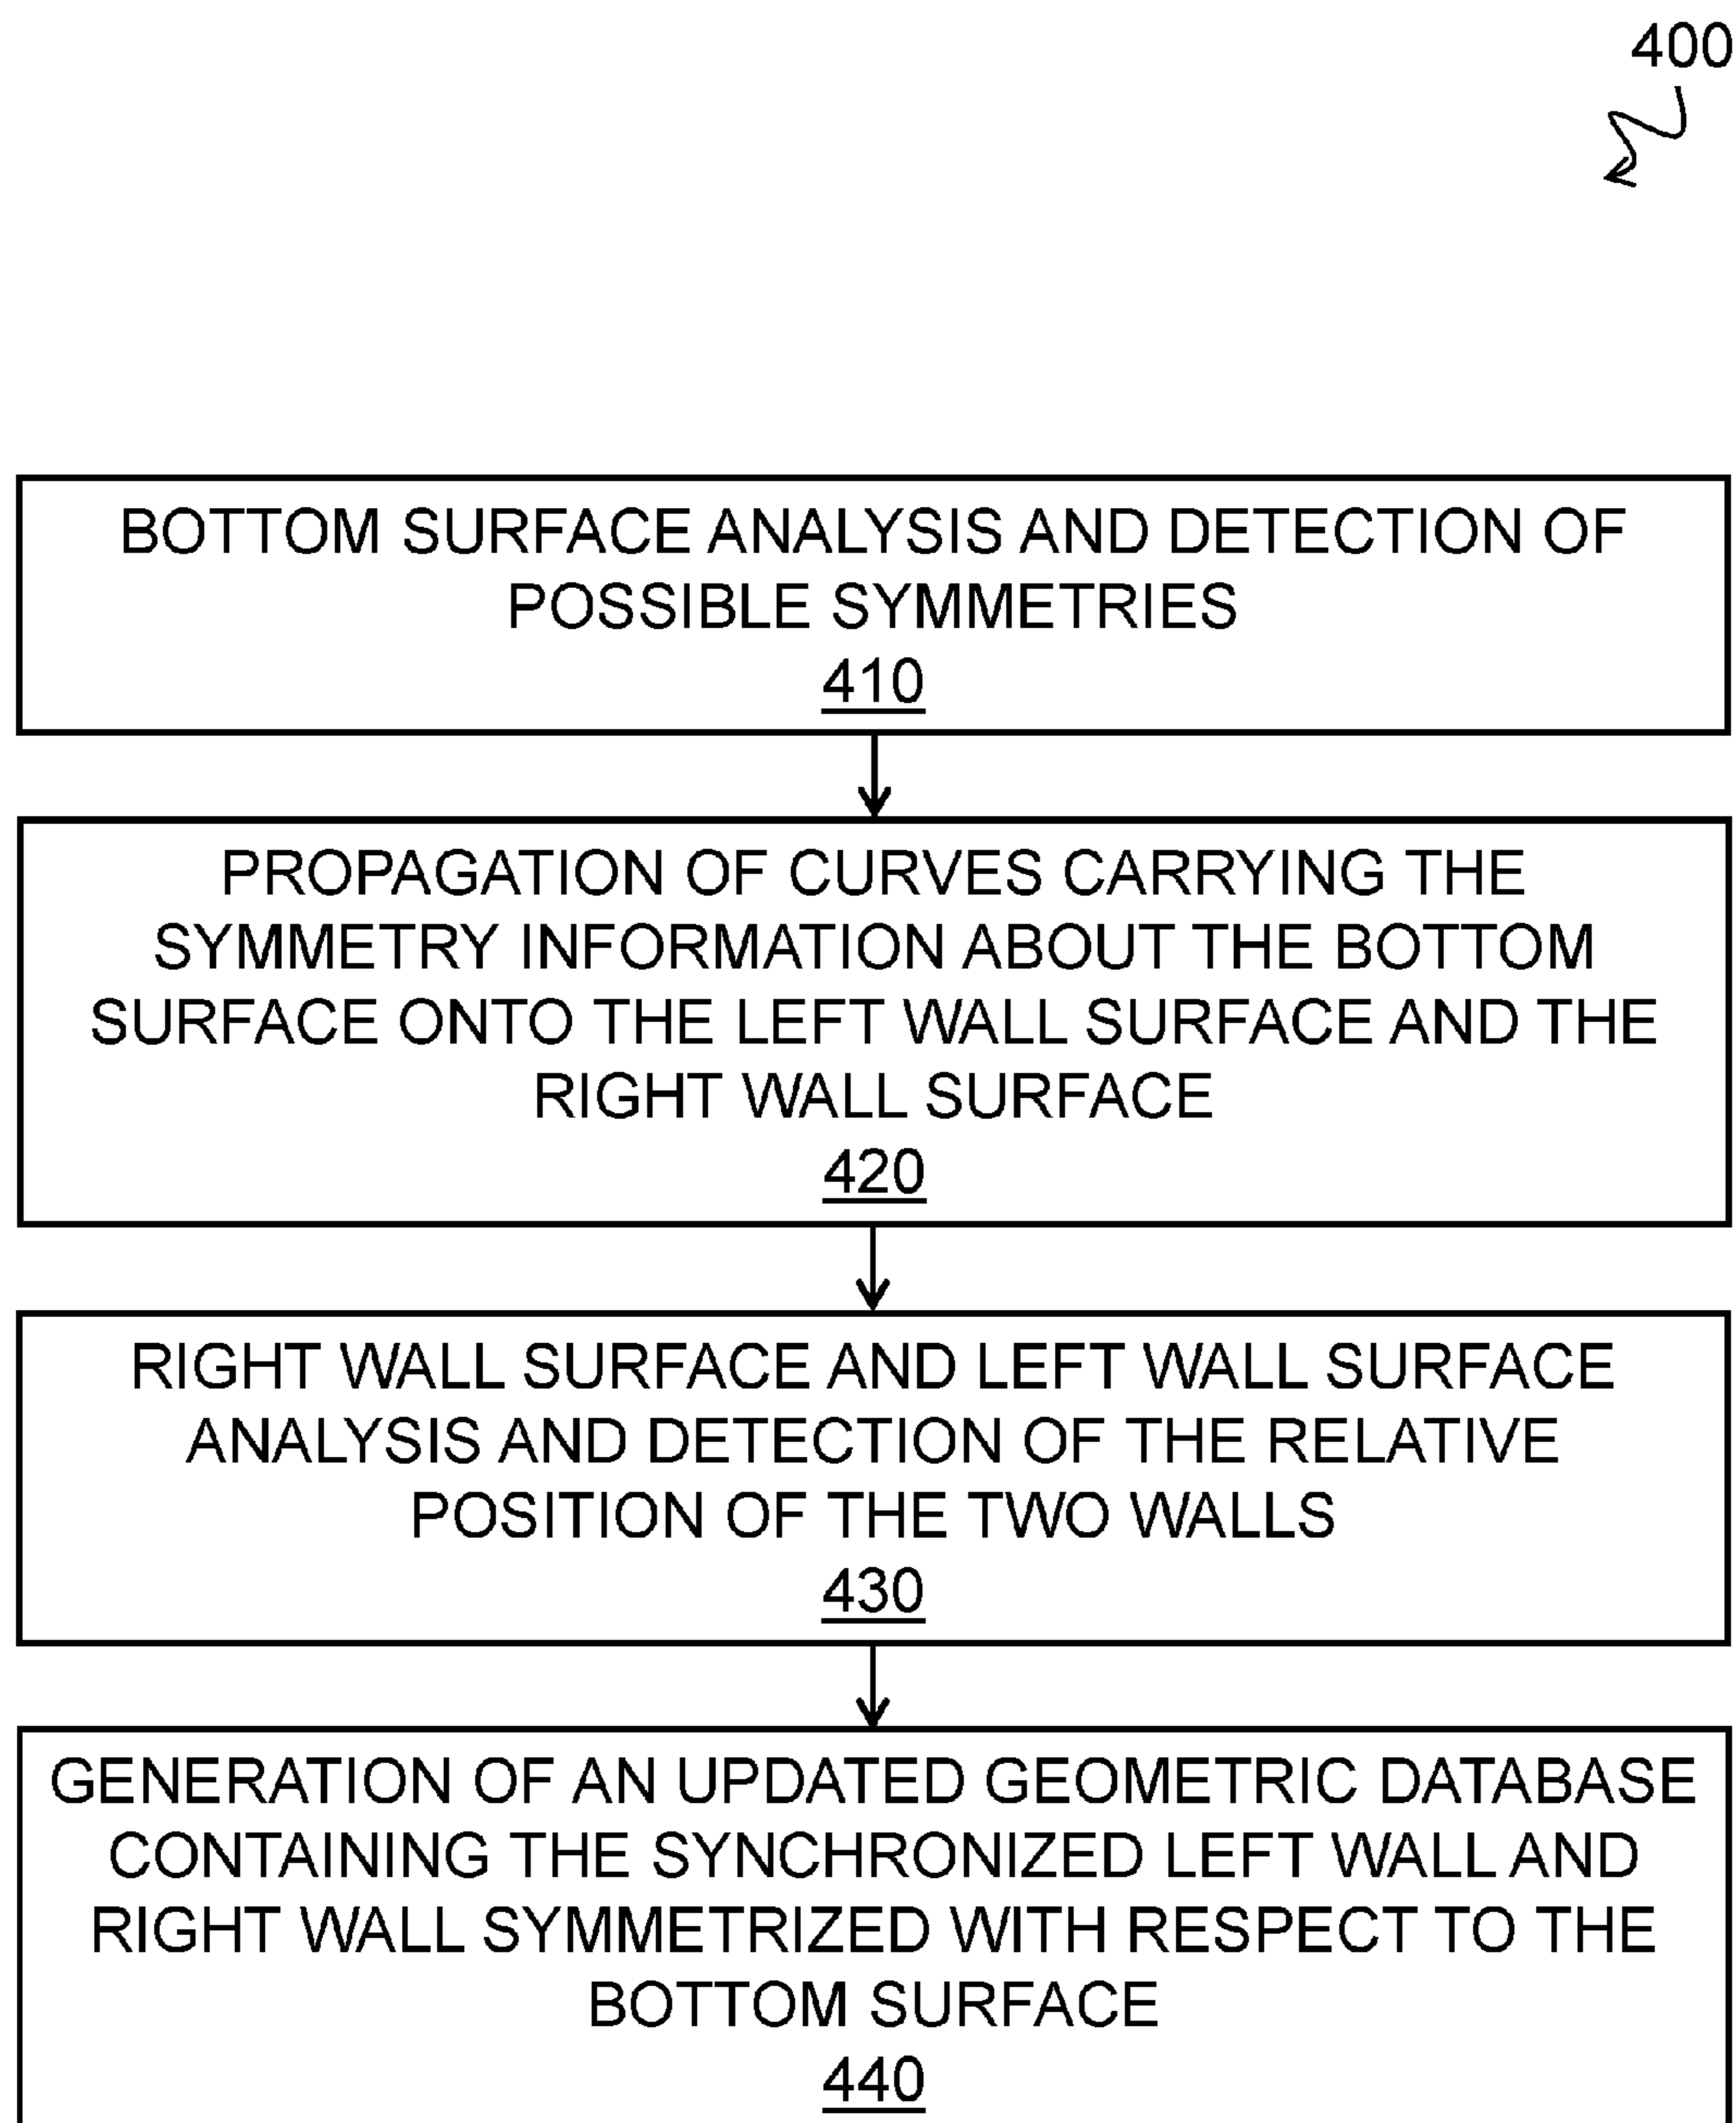 400
BOTTOM SURFACE ANALYSIS AND DETECTION OF
POSSIBLE SYMMETRIES
410
PROPAGATION OF CURVES CARRYING THE
SYMMETRY INFORMATION ABOUT THE BOTTOM
SURFACE ONTO THE LEFT WALL SURFACE AND THE
RIGHT WALL SURFACE
420
RIGHT WALL SURFACE AND LEFT WALL SURFACE
ANALYSIS AND DETECTION OF THE RELATIVE
POSITION OF THE TWO WALLS
430
GENERATION OF AN UPDATED GEOMETRIC DATABASE
CONTAINING THE SYNCHRONIZED LEFT WALL AND
RIGHT WALL SYMMETRIZED WITH RESPECT TO THE
BOTTOM SURFACE
440